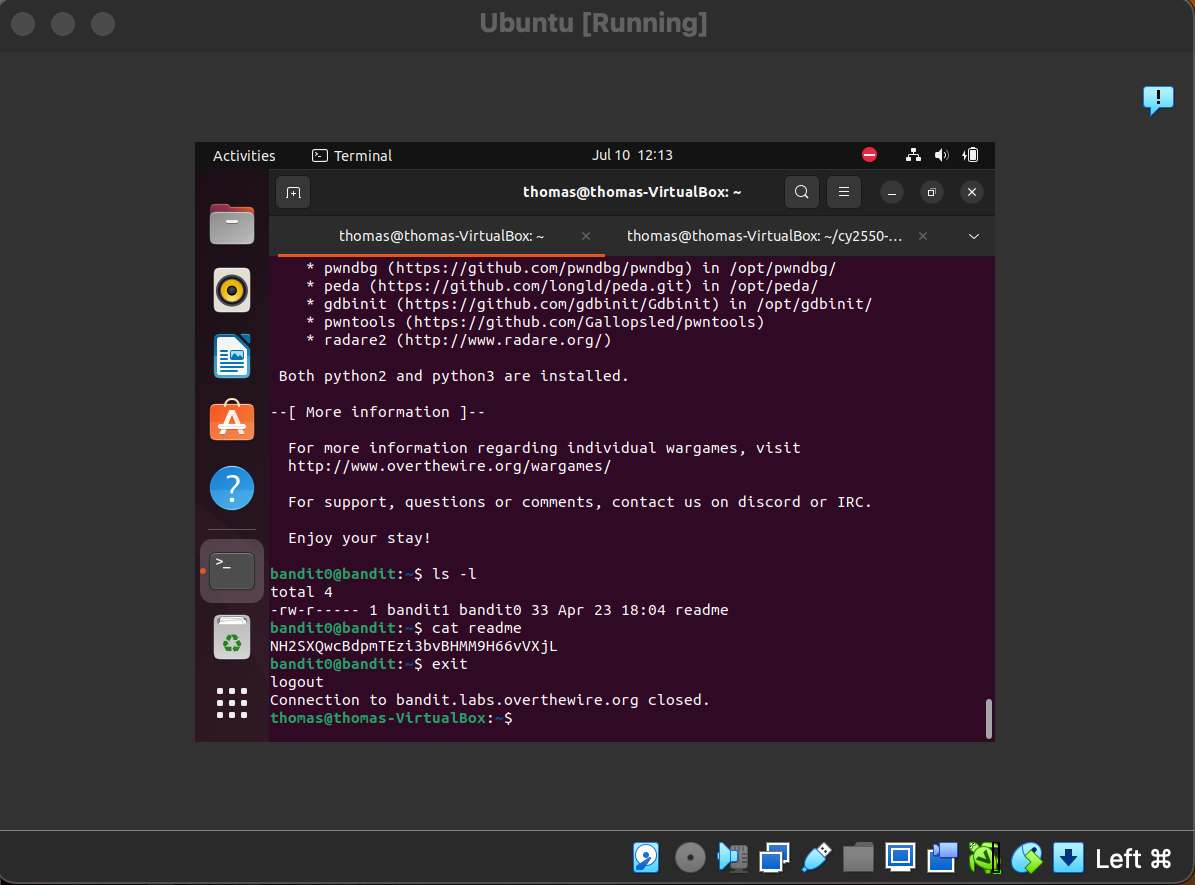 Ubuntu [Running]
Activities
Terminal
Jul 10 12:13
thomas@thomas-VirtualBox: ~
thomas@thomas-VirtualBox: ~
thomas@thomas-VirtualBox: ~/cy2550-...
* pwndbg (https://github.com/pwndbg/pwndbg) in /opt/pwndbg/
* peda (https://github.com/longld/peda.git) in /opt/peda/
* gdbinit (https://github.com/gdbinit/Gdbinit) in /opt/gdbinit/
* pwntools (https://github.com/Gallopsled/pwntools)
* radare2 (http://www.radare.org/)
Both python2 and python3 are installed.
--[ More information ]--
For more information regarding individual wargames, visit
http://www.overthewire.org/wargames/
For support, questions or comments, contact us on discord or IRC.
Enjoy your stay!
bandit0@bandit:~$ ls -l
total 4
-rw-r----- 1 bandit1 bandit0 33 Apr 23 18:04 readme
bandit0@bandit:~$ cat readme
NH2SXQwcBdpmTEzi3bvBHMM9H66vVXjL
bandit0@bandit:~$ exit
logout
Connection to bandit.labs.overthewire.org closed.
thomas@thomas-VirtualBox:~$
Left ⌘